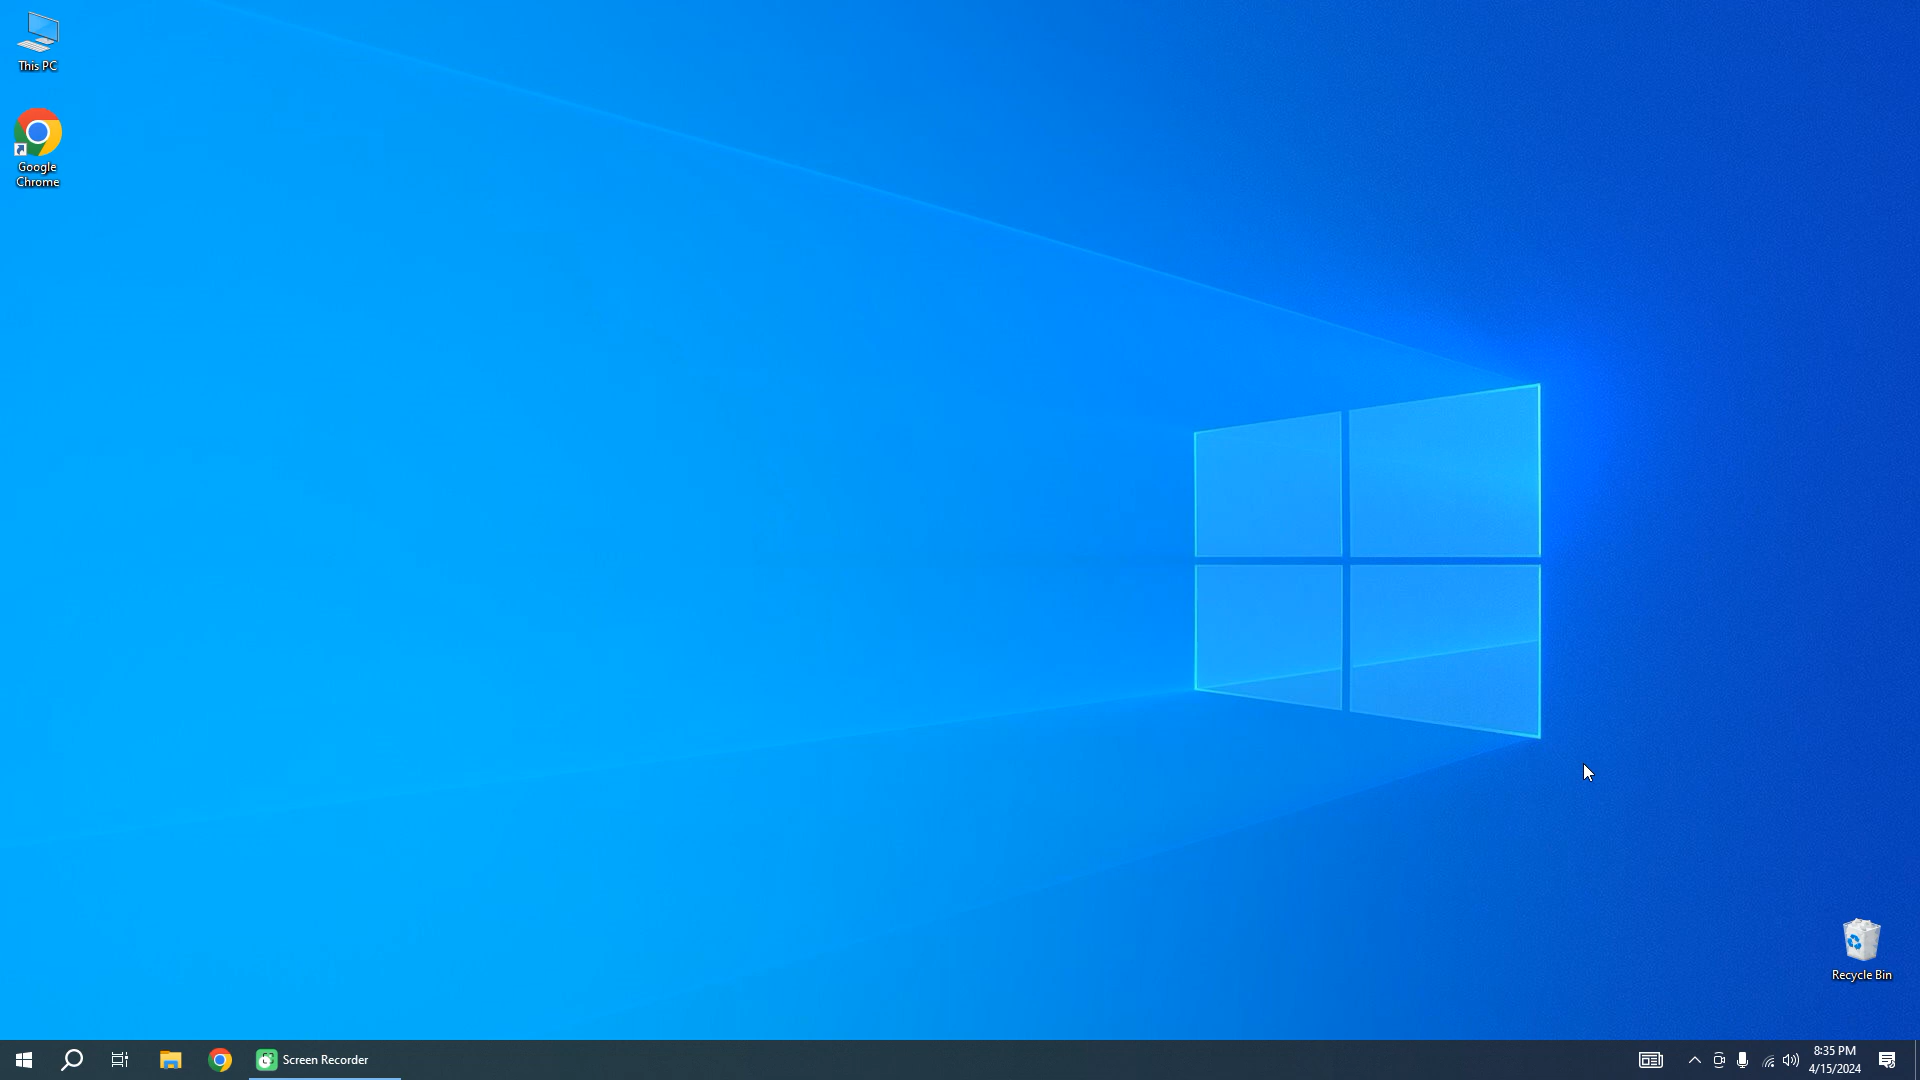 This PC
Google
Chrome
Recycle Bin
Screen Recorder
8:35 PM
4/15/2024